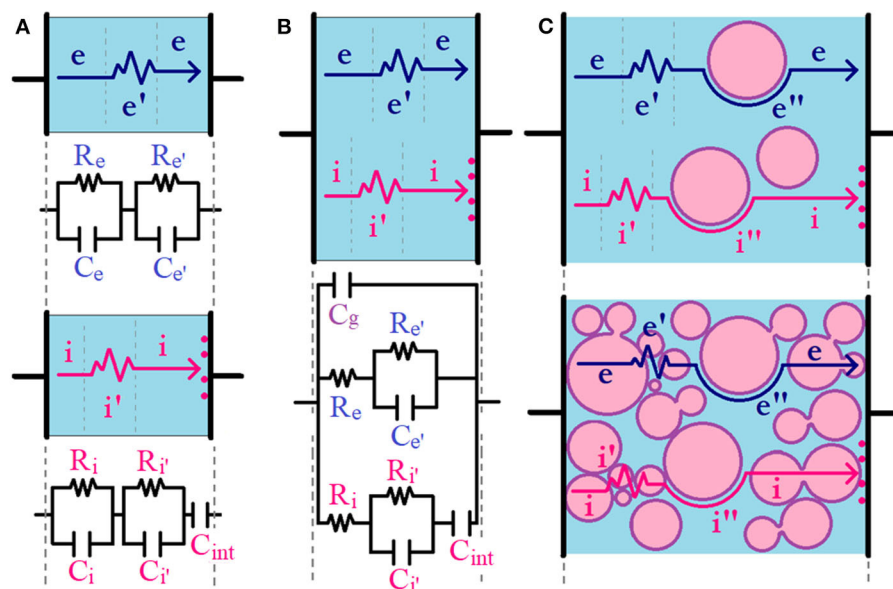 A
e e
e'
Re Re'
Ce Ce'
i i
i'
Ri Ri'
Ci Ci' Cint
B
e e
e'
i i
i'
Cg
Re'
Re
Ce'
Ri'
Ri
Ci' Cint
C
e e
e' e''
i i
i' i''
e'
e e
e''
i'
i i
i''